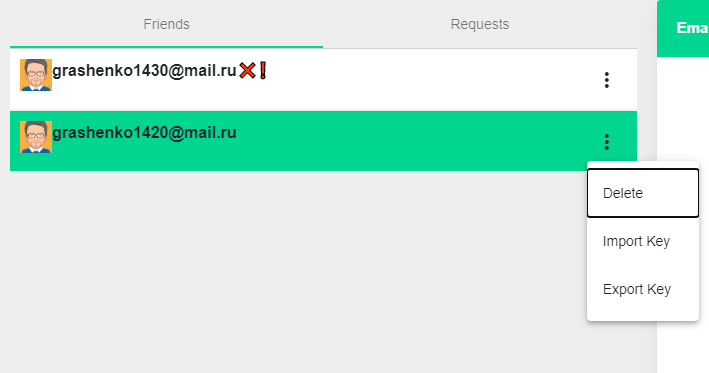 Friends
Requests
Ema
grashenko1430@mail.ru❌❗
grashenko1420@mail.ru
Delete
Import Key
Export Key